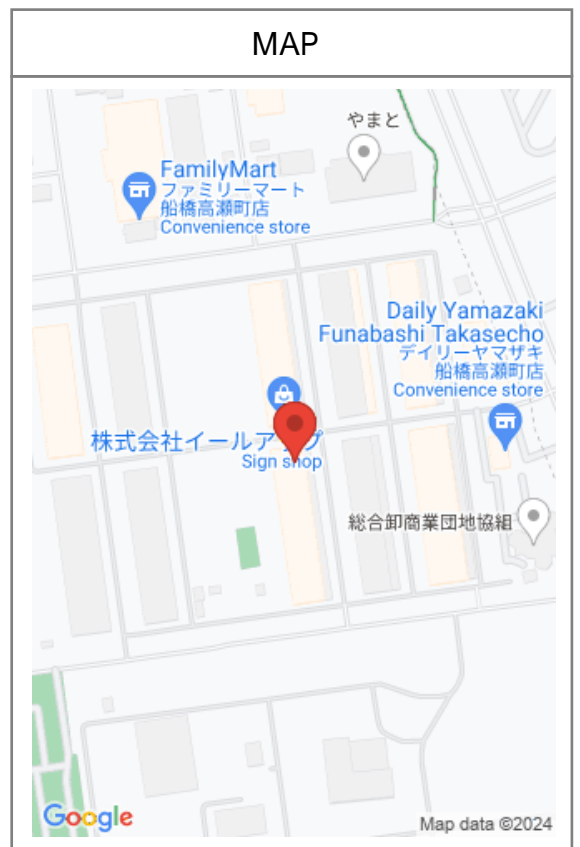 MAP
やまと
FamilyMart
ファミリーマート
船橋高瀬町店
Convenience store
Daily Yamazaki
Funabashi Takasecho
デイリーヤマザキ
船橋高瀬町店
Convenience store
株式会社イールアップ
Sign shop
総合卸商業団地協組
Google
Map data ©2024